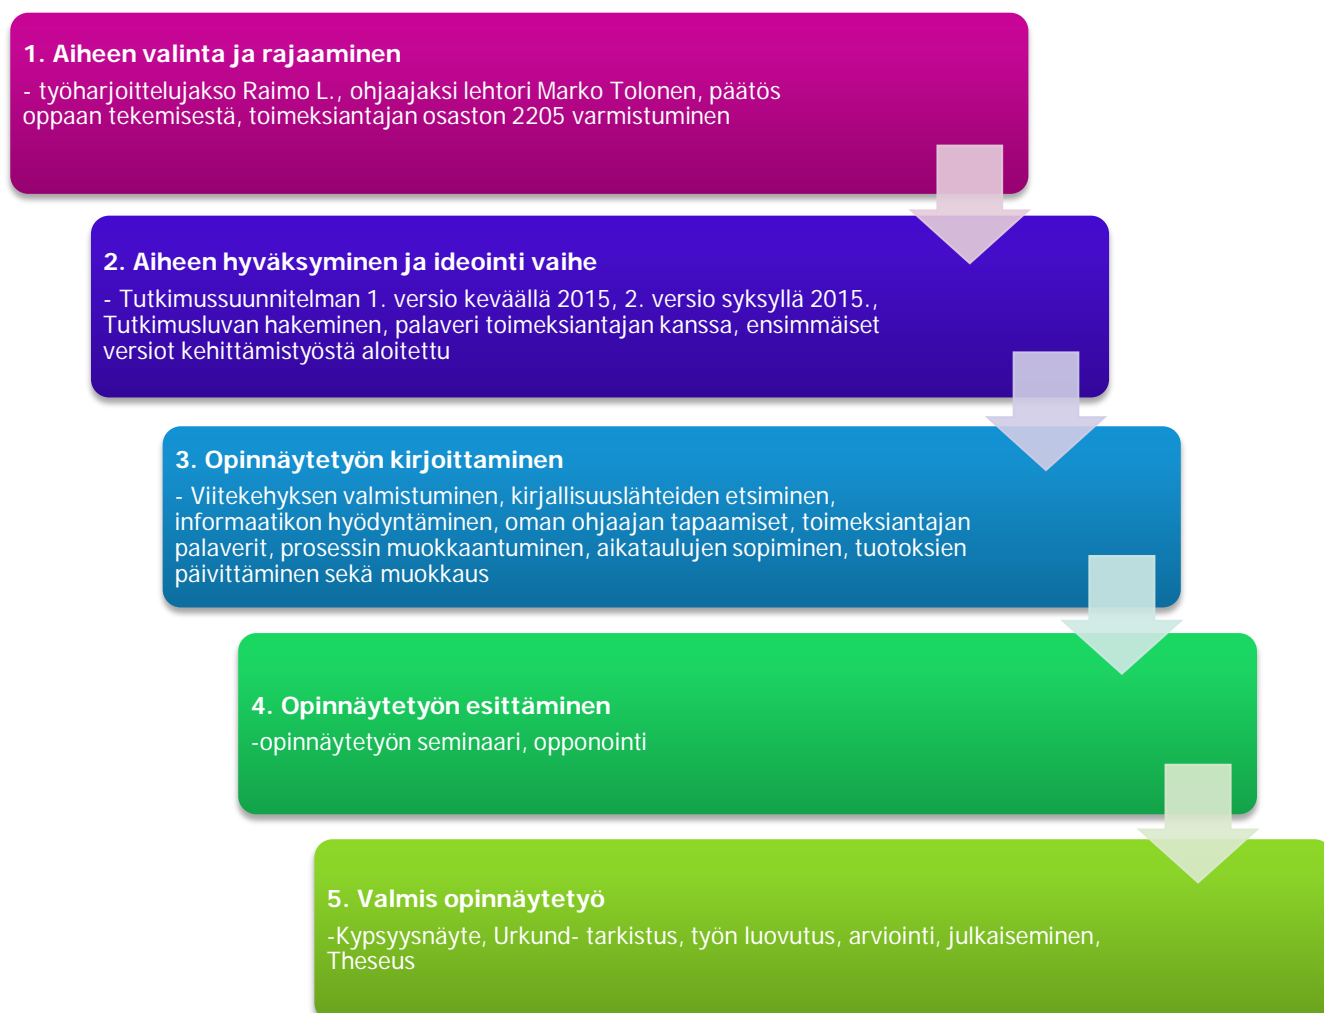 1. Aiheen valinta ja rajaaminen
- työharjoittelujakso Raimo L., ohjaajaksi lehtori Marko Tolonen, päätös
oppaan tekemisestä, toimeksiantajan osaston 2205 varmistuminen
2. Aiheen hyväksyminen ja ideointi vaihe
- Tutkimussuunnitelman 1. versio keväällä 2015, 2. versio syksyllä 2015.,
Tutkimusluvan hakeminen, palaveri toimeksiantajan kanssa, ensimmäiset
versiot kehittämistyöstä aloitettu
3. Opinnäytetyön kirjoittaminen
- Viitekehyksen valmistuminen, kirjallisuuslähteiden etsiminen,
informaatikon hyödyntäminen, oman ohjaajan tapaamiset, toimeksiantajan
palaverit, prosessin muokkaantuminen, aikataulujen sopiminen, tuotoksien
päivittäminen sekä muokkaus
4. Opinnäytetyön esittäminen
-opinnäytetyön seminaari, opponointi
5. Valmis opinnäytetyö
-Kypsyysnäyte, Urkund- tarkistus, työn luovutus, arviointi, julkaiseminen,
Theseus